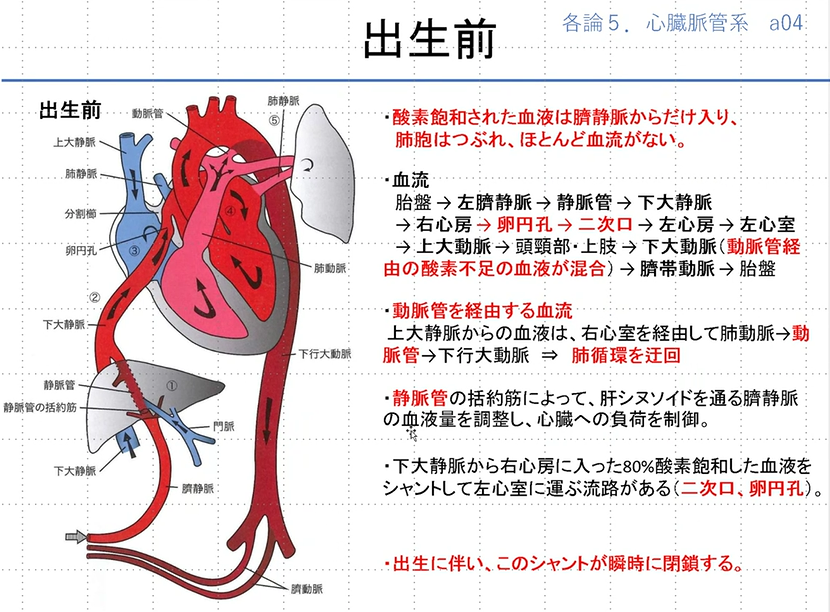 各論５．心臓脈管系　a04
出生前
出生前
肺静脈
動脈管
⑤
上大静脈
肺静脈
分割櫛
④
卵円孔
③
肺動脈
②
下大静脈
下行大動脈
静脈管
①
静脈管の括約筋
門脈
下大静脈
臍静脈
臍動脈
・酸素飽和された血液は臍静脈からだけ入り、
肺胞はつぶれ、ほとんど血流がない。
・血流
胎盤 → 左臍静脈 → 静脈管 → 下大静脈
→ 右心房 → 卵円孔 → 二次口 → 左心房 → 左心室
→ 上大動脈 → 頭頸部・上肢 → 下大動脈（動脈管経
由の酸素不足の血液が混合）→ 臍帯動脈 → 胎盤
・動脈管を経由する血流
上大静脈からの血液は、右心室を経由して肺動脈→動
脈管→下行大動脈 ⇒ 肺循環を迂回
・静脈管の括約筋によって、肝シヌソイドを通る臍静脈
の血液量を調整し、心臓への負荷を制御。
・下大静脈から右心房に入った80%酸素飽和した血液を
シャントして左心室に運ぶ流路がある（二次口、卵円孔）。
・出生に伴い、このシャントが瞬時に閉鎖する。